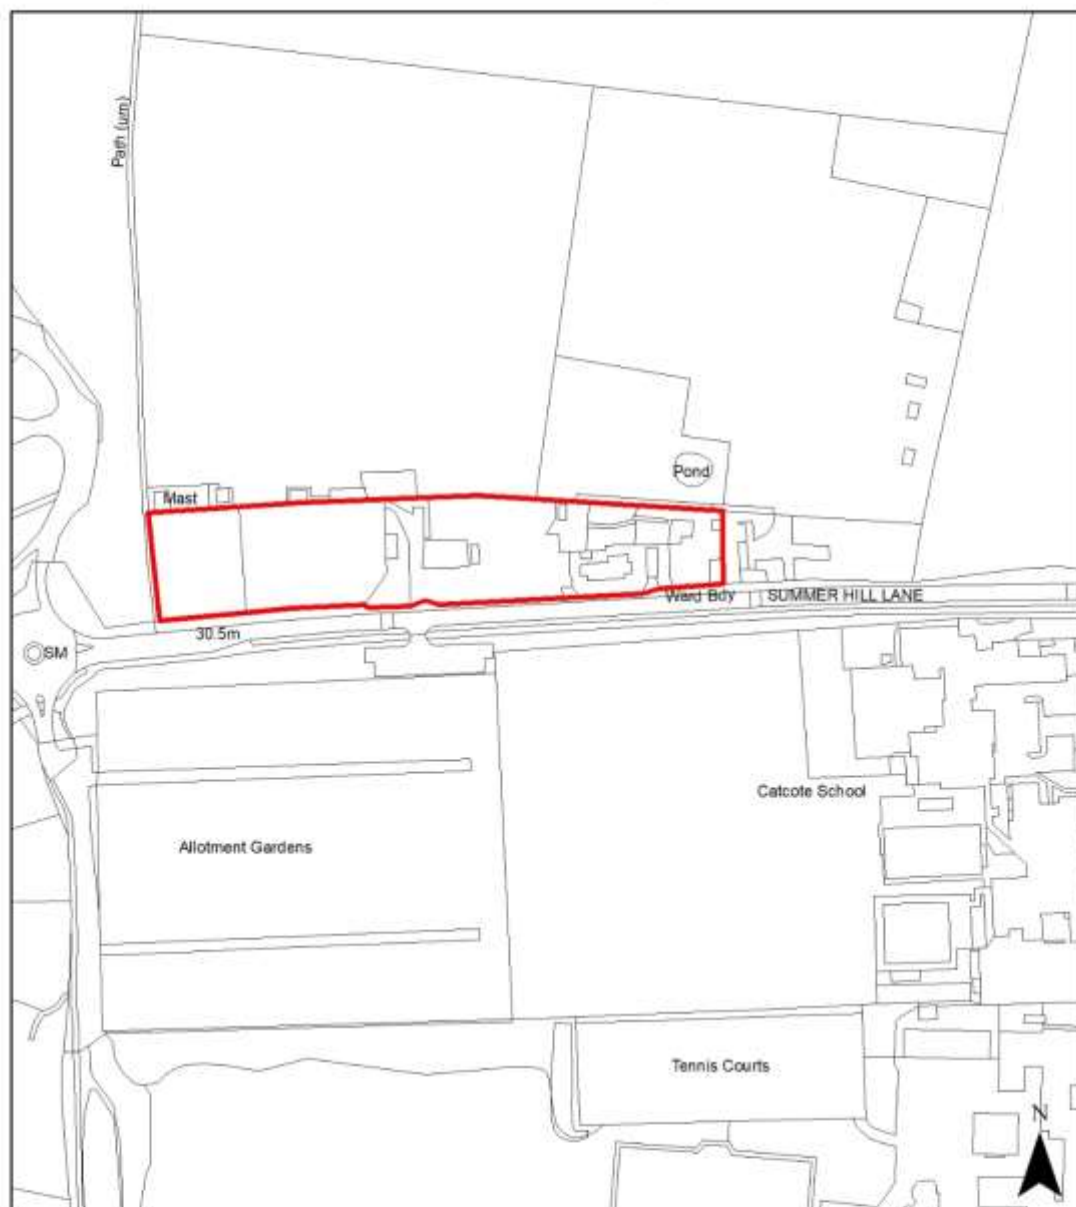 Path (um)
Mast
Pond
Ward Bdy
SUMMER HILL LANE
30.5m
SM
Catcote School
Allotment Gardens
Tennis Courts
N